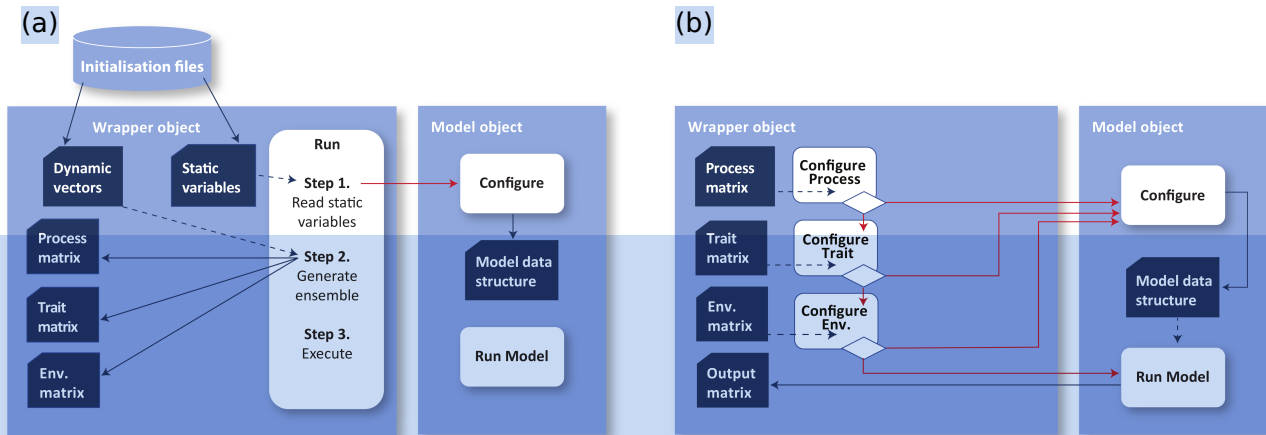 (a)
Initialisation files
Wrapper object
Dynamic
vectors
Static
variables
Process
matrix
Trait
matrix
Env.
matrix
Run
Step 1.
Read static
variables
Step 2.
Generate
ensemble
Step 3.
Execute
Model object
Configure
Model data
structure
Run Model
(b)
Wrapper object
Process
matrix
Configure
Process
Trait
matrix
Configure
Trait
Env.
matrix
Configure
Env.
Output
matrix
Model object
Configure
Model data
structure
Run Model